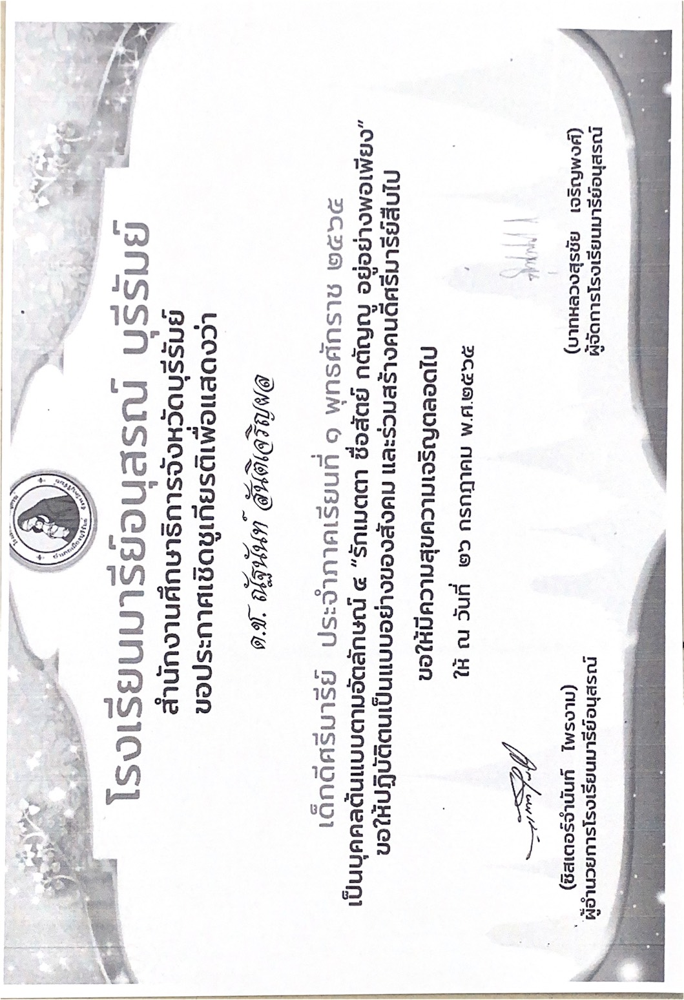 โรงเรียนมารีย์อนุสรณ์ บุรีรัมย์
สำนักงานศึกษาธิการจังหวัดบุรีรัมย์
ขอประกาศเชิดชูเกียรติเพื่อแสดงว่า
ด.ช. ณัฐนันท์ สันติเจริญผล
เด็กดีศรีมารีย์ ประจำภาคเรียนที่ ๑ พุทธศักราช ๒๕๖๕
เป็นบุคคลต้นแบบตามอัตลักษณ์ ๔ "รักเมตตา ซื่อสัตย์ กตัญญู อยู่อย่างพอเพียง"
ขอให้ปฏิบัติตนเป็นแบบอย่างของสังคม และร่วมสร้างคนดีศรีมารีย์สืบไป
ขอให้มีความสุขความเจริญตลอดไป
ให้ ณ วันที่ ๒๖ กรกฎาคม พ.ศ.๒๕๖๕
(ซิสเตอร์จำนันท์ ไพรงาม) (บาทหลวงสุรชัย เจริญพงศ์)
ผู้อำนวยการโรงเรียนมารีย์อนุสรณ์ ผู้จัดการโรงเรียนมารีย์อนุสรณ์